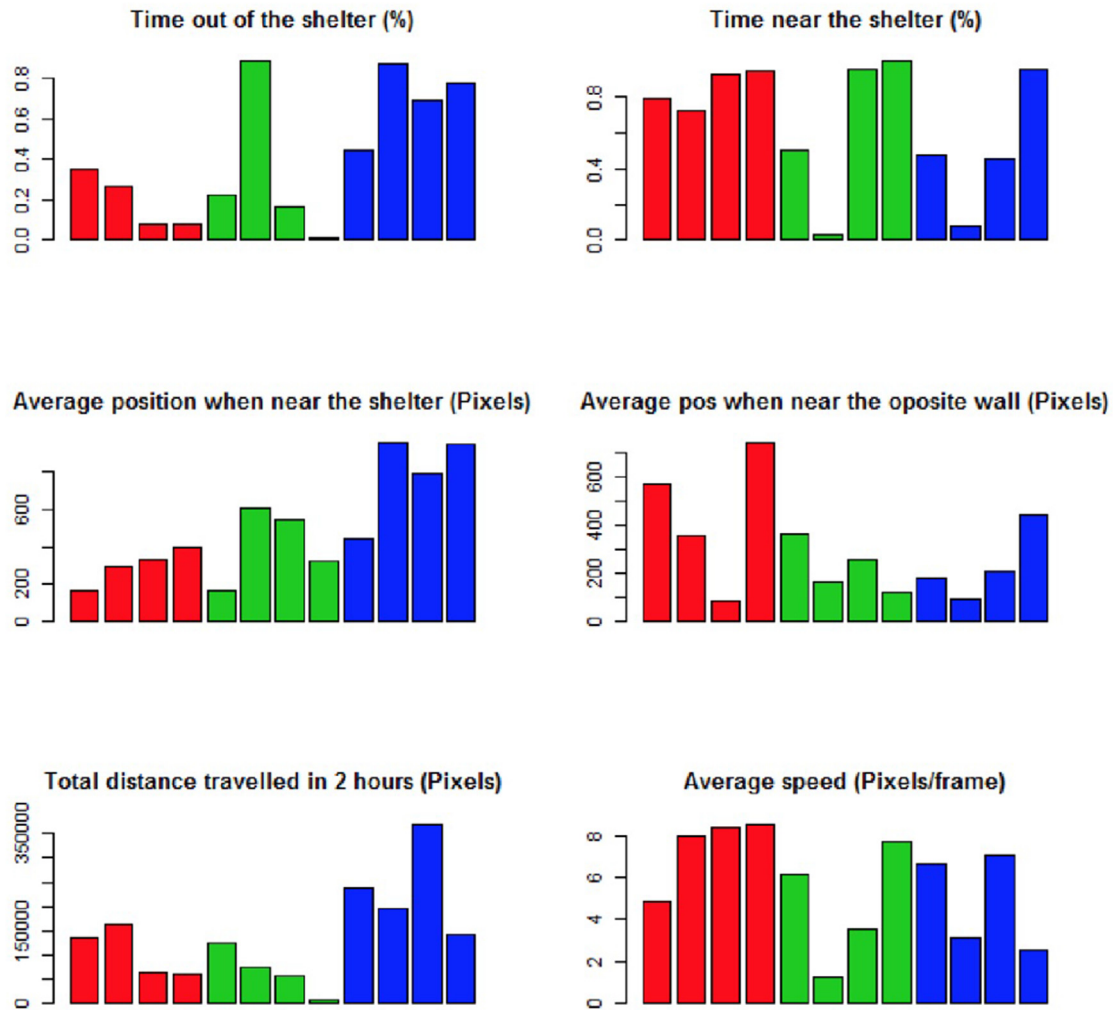 Time out of the shelter (%)
0.0 0.2 0.4 0.6 0.8
Time near the shelter (%)
0.0 0.4 0.8
Average position when near the shelter (Pixels)
0 200 600
Average pos when near the oposite wall (Pixels)
0 200 400 600
Total distance travelled in 2 hours (Pixels)
0 150000 350000
Average speed (Pixels/frame)
0 2 4 6 8